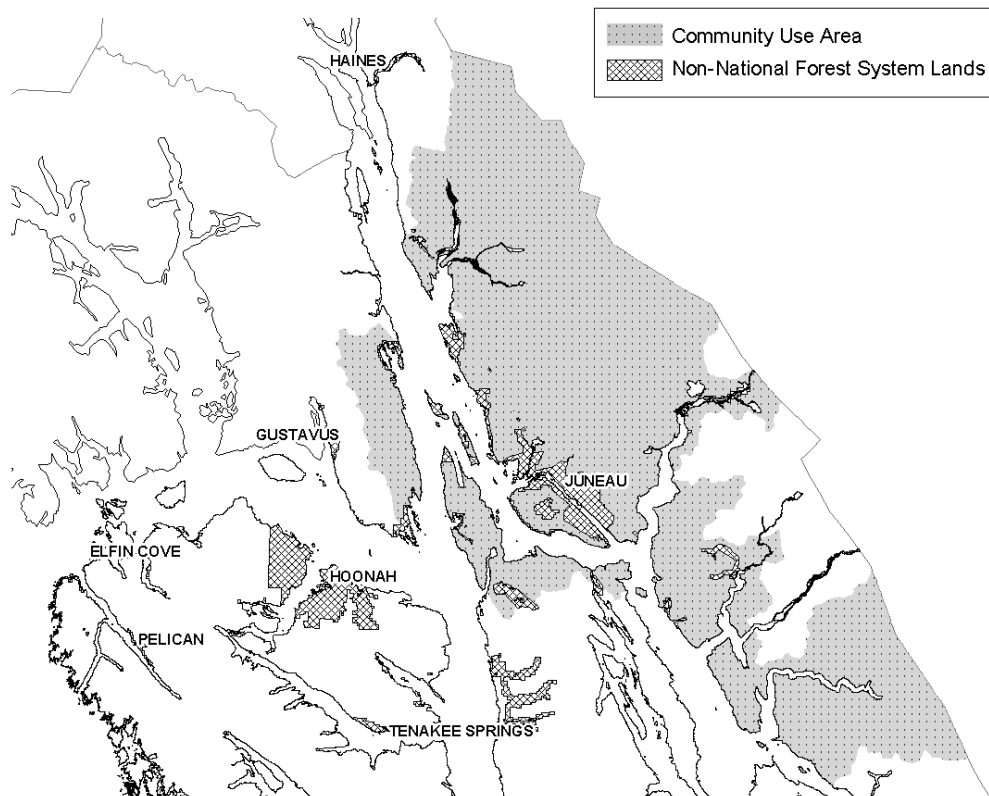 Community Use Area
Non-National Forest System Lands
HAINES
GUSTAVUS
JUNEAU
ELFIN COVE
HOONAH
PELICAN
TENAKEE SPRINGS